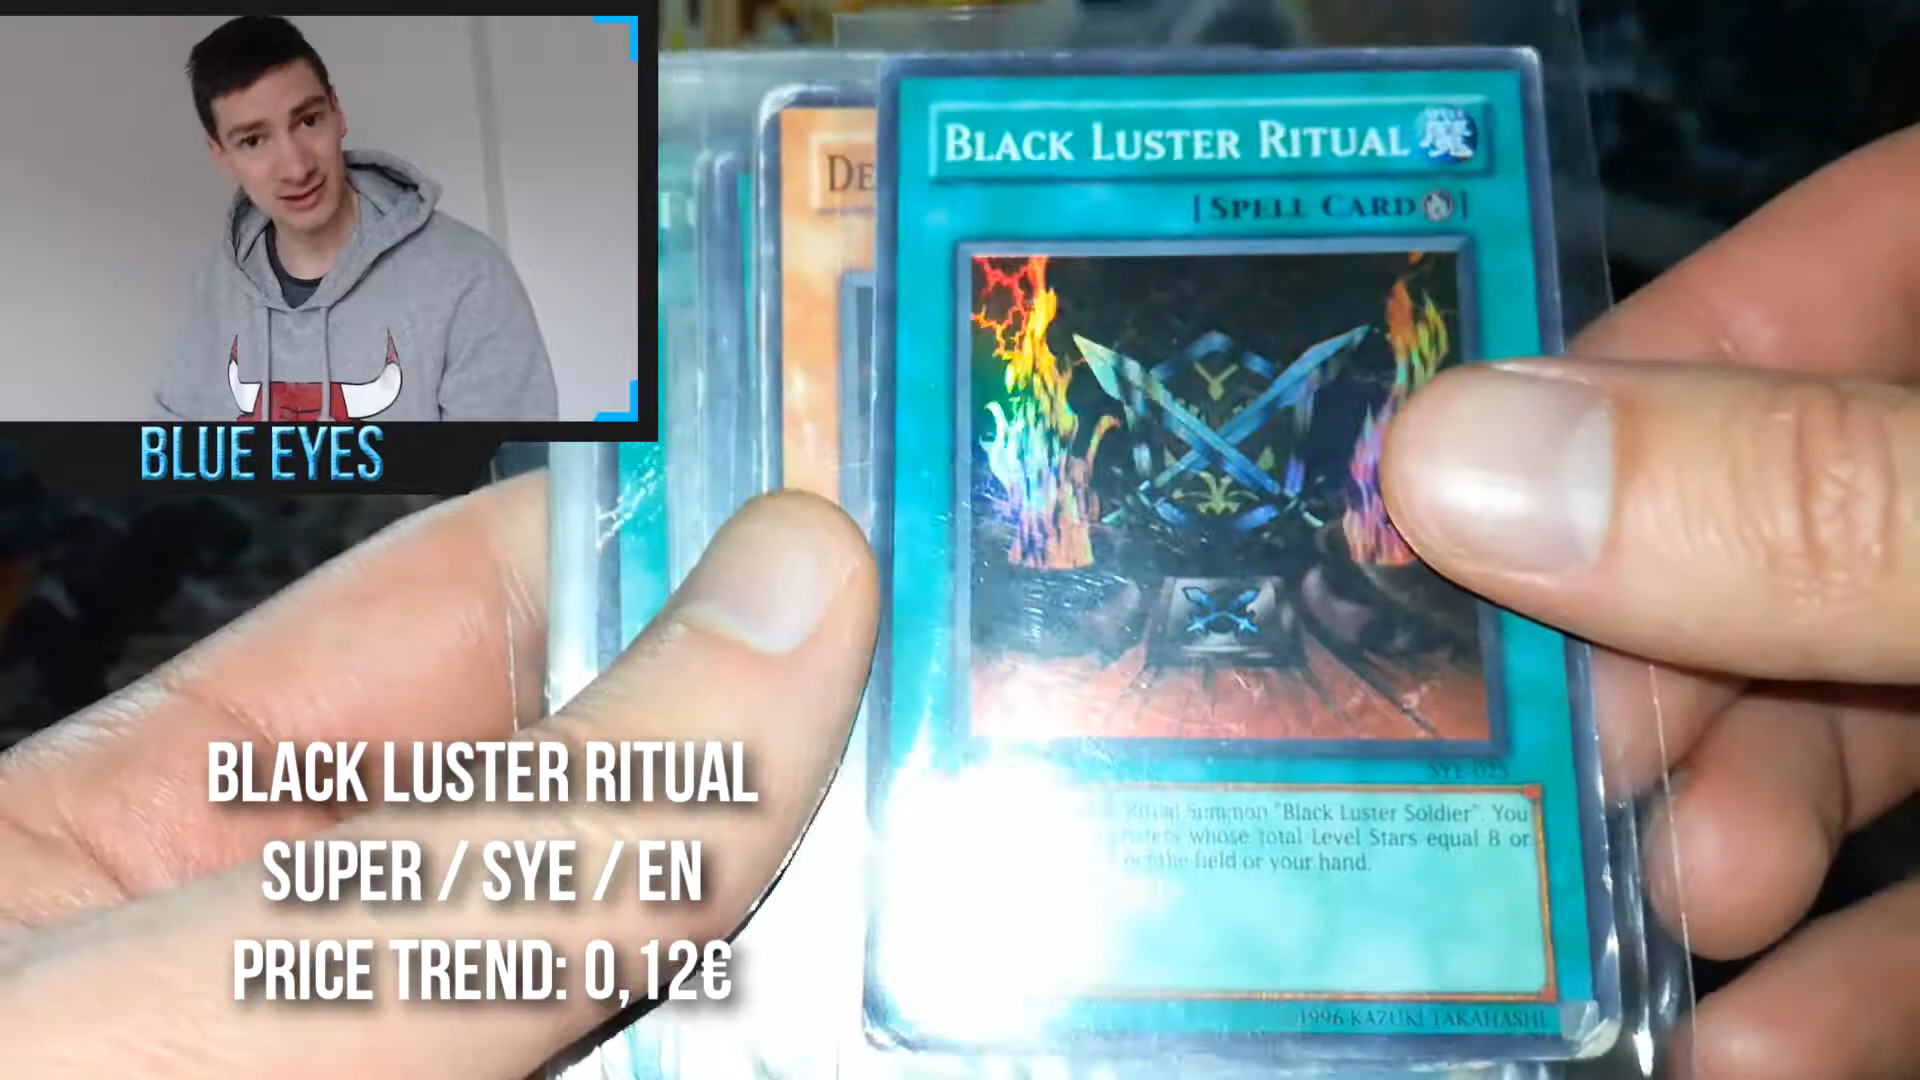 BLUE EYES
DE
BLACK LUSTER RITUAL
[SPELL CARD]
SYE-023
Ritual Summon "Black Luster Soldier". You
whose total Level Stars equal 8 or
the field or your hand.
1996 KAZUKI TAKAHASHI
BLACK LUSTER RITUAL
SUPER / SYE / EN
PRICE TREND: 0,12€